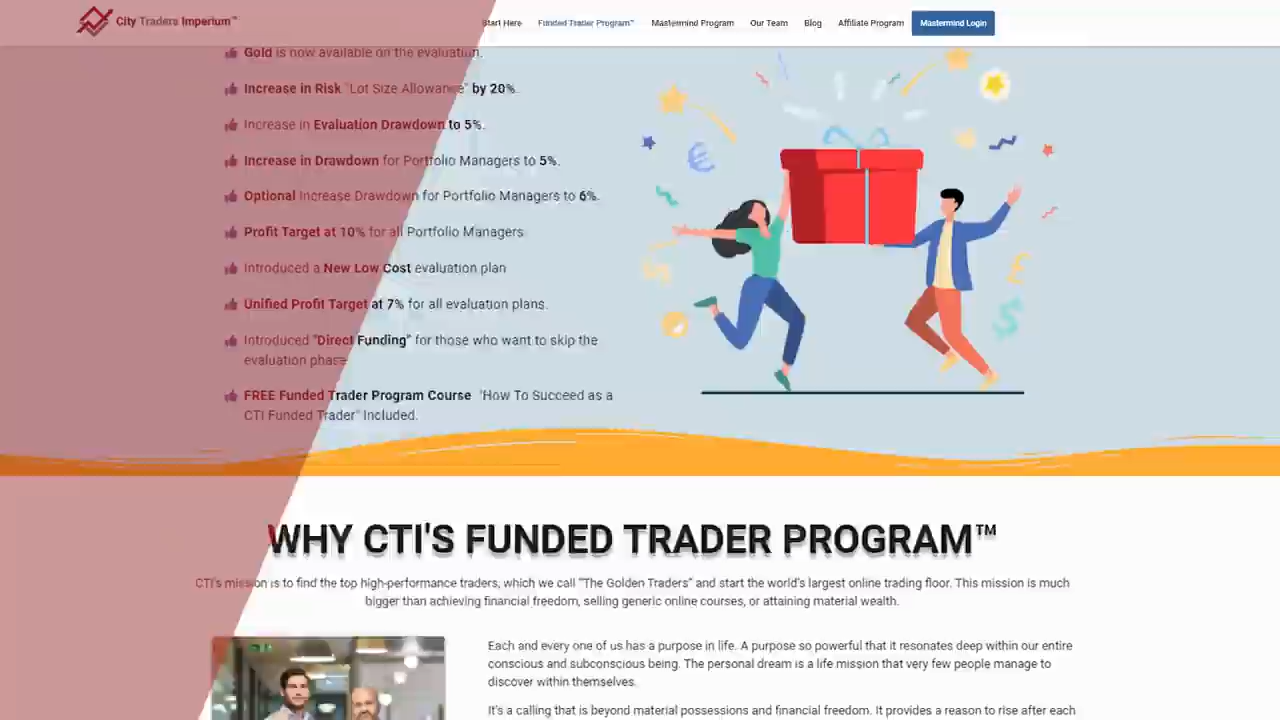 City Traders Imperium™
Start Here Funded Trader Program™ Mastermind Program Our Team Blog Affiliate Program Mastermind Login
Gold is now available on the evaluation.
Increase in Risk "Lot Size Allowance" by 20%.
Increase in Evaluation Drawdown to 5%.
Increase in Drawdown for Portfolio Managers to 5%.
Optional Increase Drawdown for Portfolio Managers to 6%.
Profit Target at 10% for all Portfolio Managers.
Introduced a New Low Cost evaluation plan
Unified Profit Target at 7% for all evaluation plans.
Introduced "Direct Funding" for those who want to skip the
evaluation phase
FREE Funded Trader Program Course "How To Succeed as a
CTI Funded Trader" Included.
€
£
$
WHY CTI'S FUNDED TRADER PROGRAM™
CTI's mission is to find the top high-performance traders, which we call "The Golden Traders" and start the world's largest online trading floor. This mission is much
bigger than achieving financial freedom, selling generic online courses, or attaining material wealth.
Each and every one of us has a purpose in life. A purpose so powerful that it resonates deep within our entire
conscious and subconscious being. The personal dream is a life mission that very few people manage to
discover within themselves.
It's a calling that is beyond material possessions and financial freedom. It provides a reason to rise after each